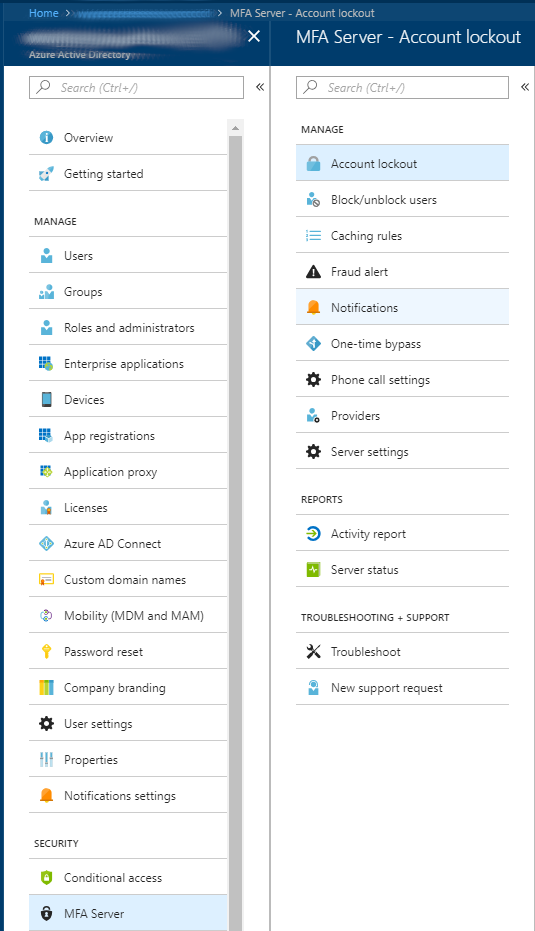 Home > > MFA Server - Account lockout
Azure Active Directory
Search (Ctrl+/)
Overview
Getting started
MANAGE
Users
Groups
Roles and administrators
Enterprise applications
Devices
App registrations
Application proxy
Licenses
Azure AD Connect
Custom domain names
Mobility (MDM and MAM)
Password reset
Company branding
User settings
Properties
Notifications settings
SECURITY
Conditional access
MFA Server
MFA Server - Account lockout
Search (Ctrl+/)
MANAGE
Account lockout
Block/unblock users
Caching rules
Fraud alert
Notifications
One-time bypass
Phone call settings
Providers
Server settings
REPORTS
Activity report
Server status
TROUBLESHOOTING + SUPPORT
Troubleshoot
New support request